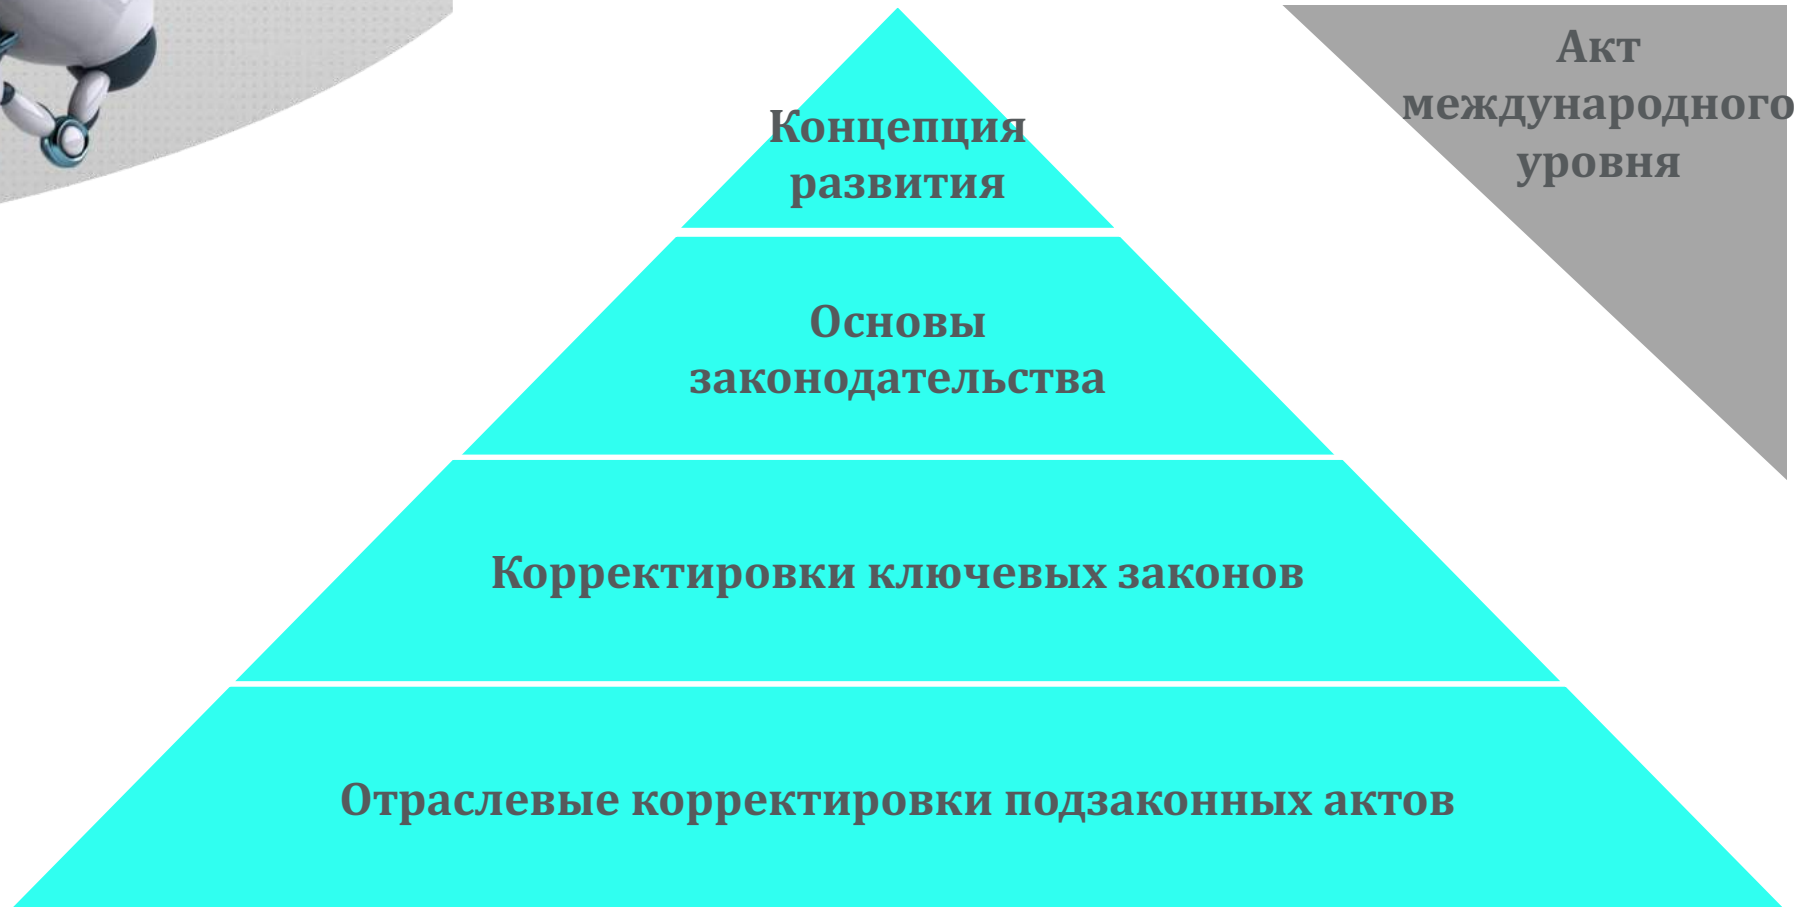 Концепция
развития
Акт
международного
уровня
Основы
законодательства
Корректировки ключевых законов
Отраслевые корректировки подзаконных актов